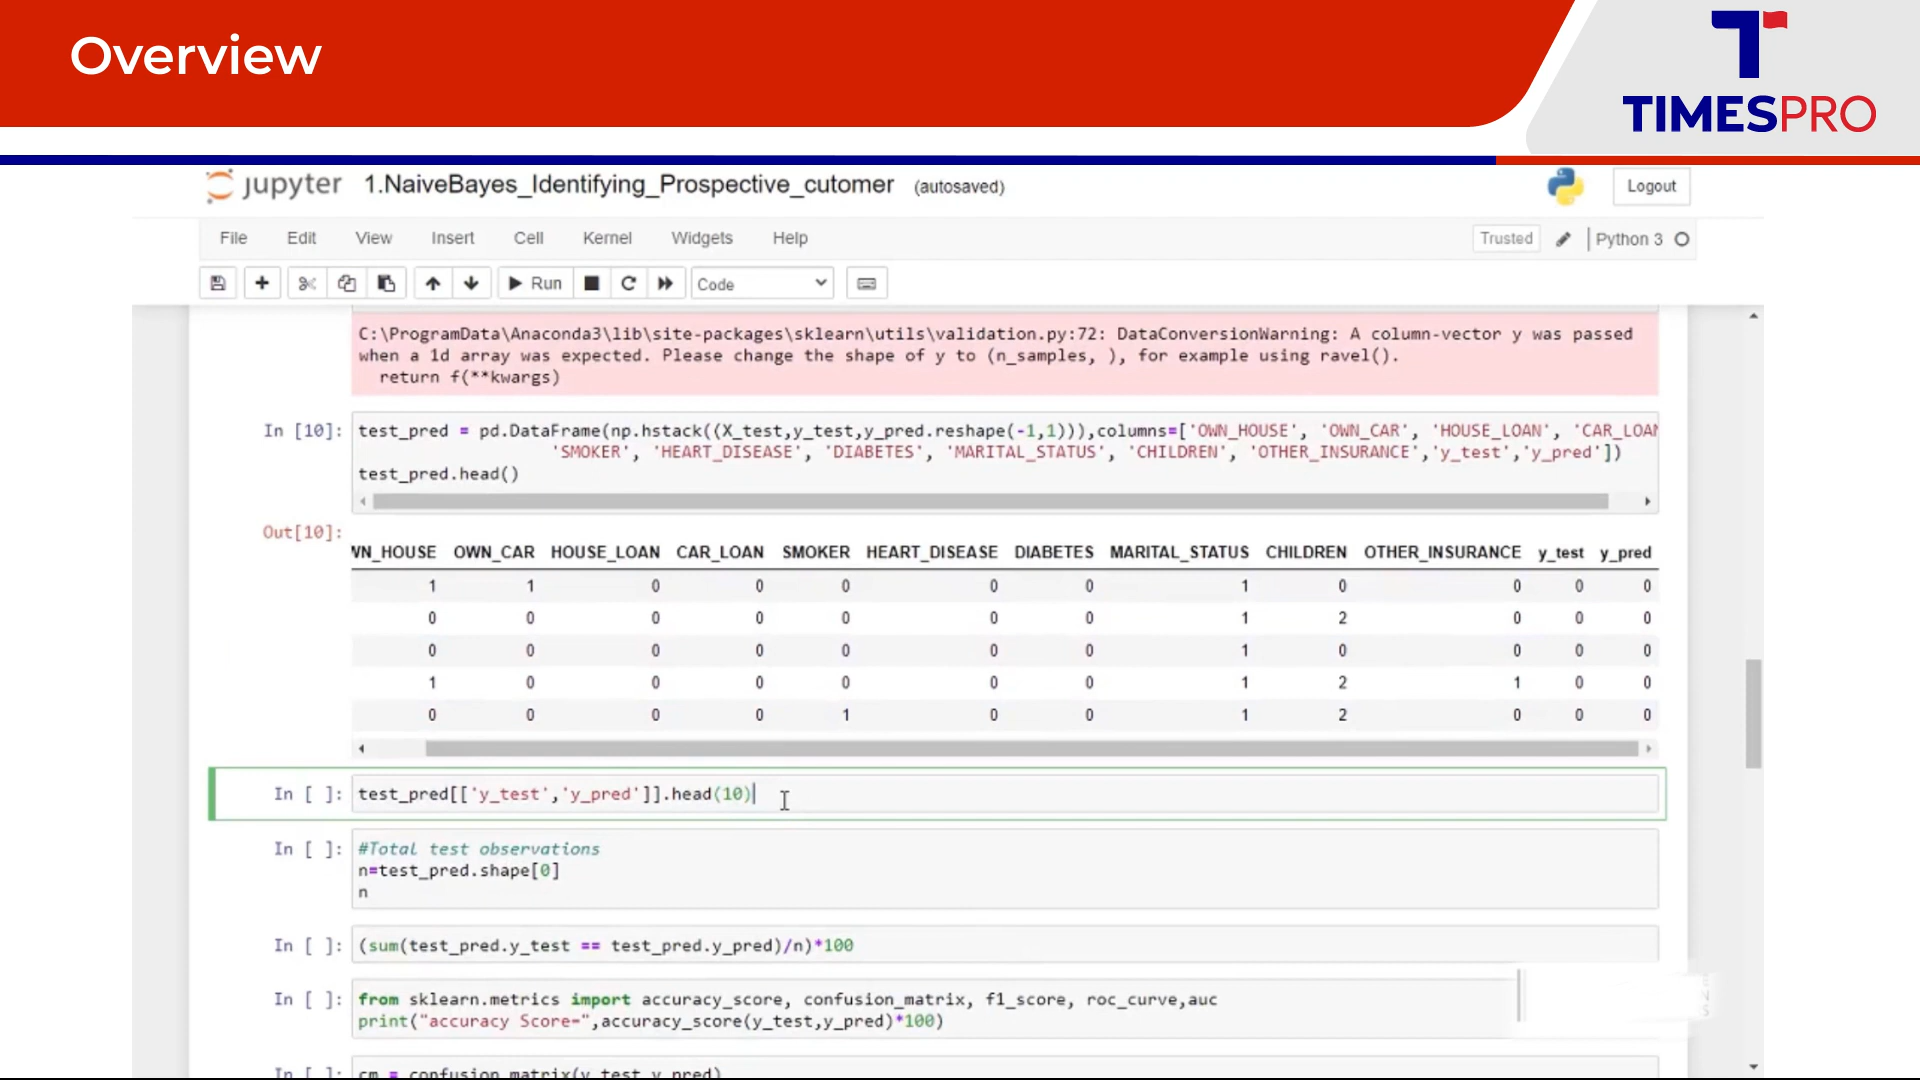 Overview
TIMESPRO
jupyter 1.NaiveBayes_Identifying_Prospective_cutomer (autosaved)
Logout
File Edit View Insert Cell Kernel Widgets Help
Trusted Python 3
Run Code
C:\ProgramData\Anaconda3\lib\site-packages\sklearn\utils\validation.py:72: DataConversionWarning: A column-vector y was passed
when a 1d array was expected. Please change the shape of y to (n_samples, ), for example using ravel().
return f(**kwargs)
In [10]: test_pred = pd.DataFrame(np.hstack((X_test,y_test,y_pred.reshape(-1,1))),columns=['OWN_HOUSE', 'OWN_CAR', 'HOUSE_LOAN', 'CAR_LOAN
'SMOKER', 'HEART_DISEASE', 'DIABETES', 'MARITAL_STATUS', 'CHILDREN', 'OTHER_INSURANCE','y_test','y_pred'])
test_pred.head()
Out[10]:
WN_HOUSE OWN_CAR HOUSE_LOAN CAR_LOAN SMOKER HEART_DISEASE DIABETES MARITAL_STATUS CHILDREN OTHER_INSURANCE y_test y_pred
1 1 0 0 0 0 0 1 0 0 0 0
0 0 0 0 0 0 0 1 2 0 0 0
0 0 0 0 0 0 0 1 0 0 0 0
1 0 0 0 0 0 0 1 2 1 0 0
0 0 0 0 1 0 0 1 2 0 0 0
In [ ]: test_pred[['y_test','y_pred']].head(10)
In [ ]: #Total test observations
n=test_pred.shape[0]
n
In [ ]: (sum(test_pred.y_test == test_pred.y_pred)/n)*100
In [ ]: from sklearn.metrics import accuracy_score, confusion_matrix, f1_score, roc_curve,auc
print("accuracy Score=",accuracy_score(y_test,y_pred)*100)
In [ ]: cm = confusion_matrix(y_test,y_pred)